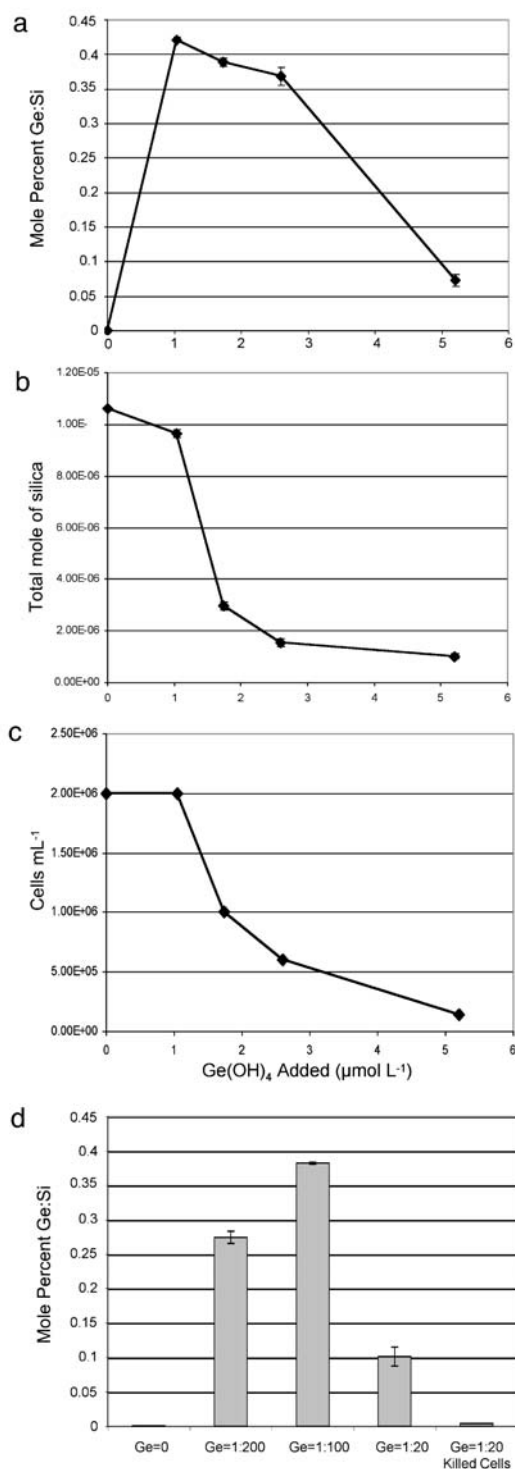 a
Mole Percent Ge:Si
0.45
0.4
0.35
0.3
0.25
0.2
0.15
0.1
0.05
0
0 1 2 3 4 5 6
b
Total mole of silica
1.20E-05
1.00E-
8.00E-06
6.00E-06
4.00E-06
2.00E-06
0.00E+00
0 1 2 3 4 5 6
c
Cells mL-1
2.50E+06
2.00E+06
1.50E+06
1.00E+06
5.00E+05
0.00E+00
0 1 2 3 4 5 6
Ge(OH)4 Added (µmol L-1)
d
Mole Percent Ge:Si
0.45
0.4
0.35
0.3
0.25
0.2
0.15
0.1
0.05
0
Ge=0 Ge=1:200 Ge=1:100 Ge=1:20 Ge=1:20
Killed Cells